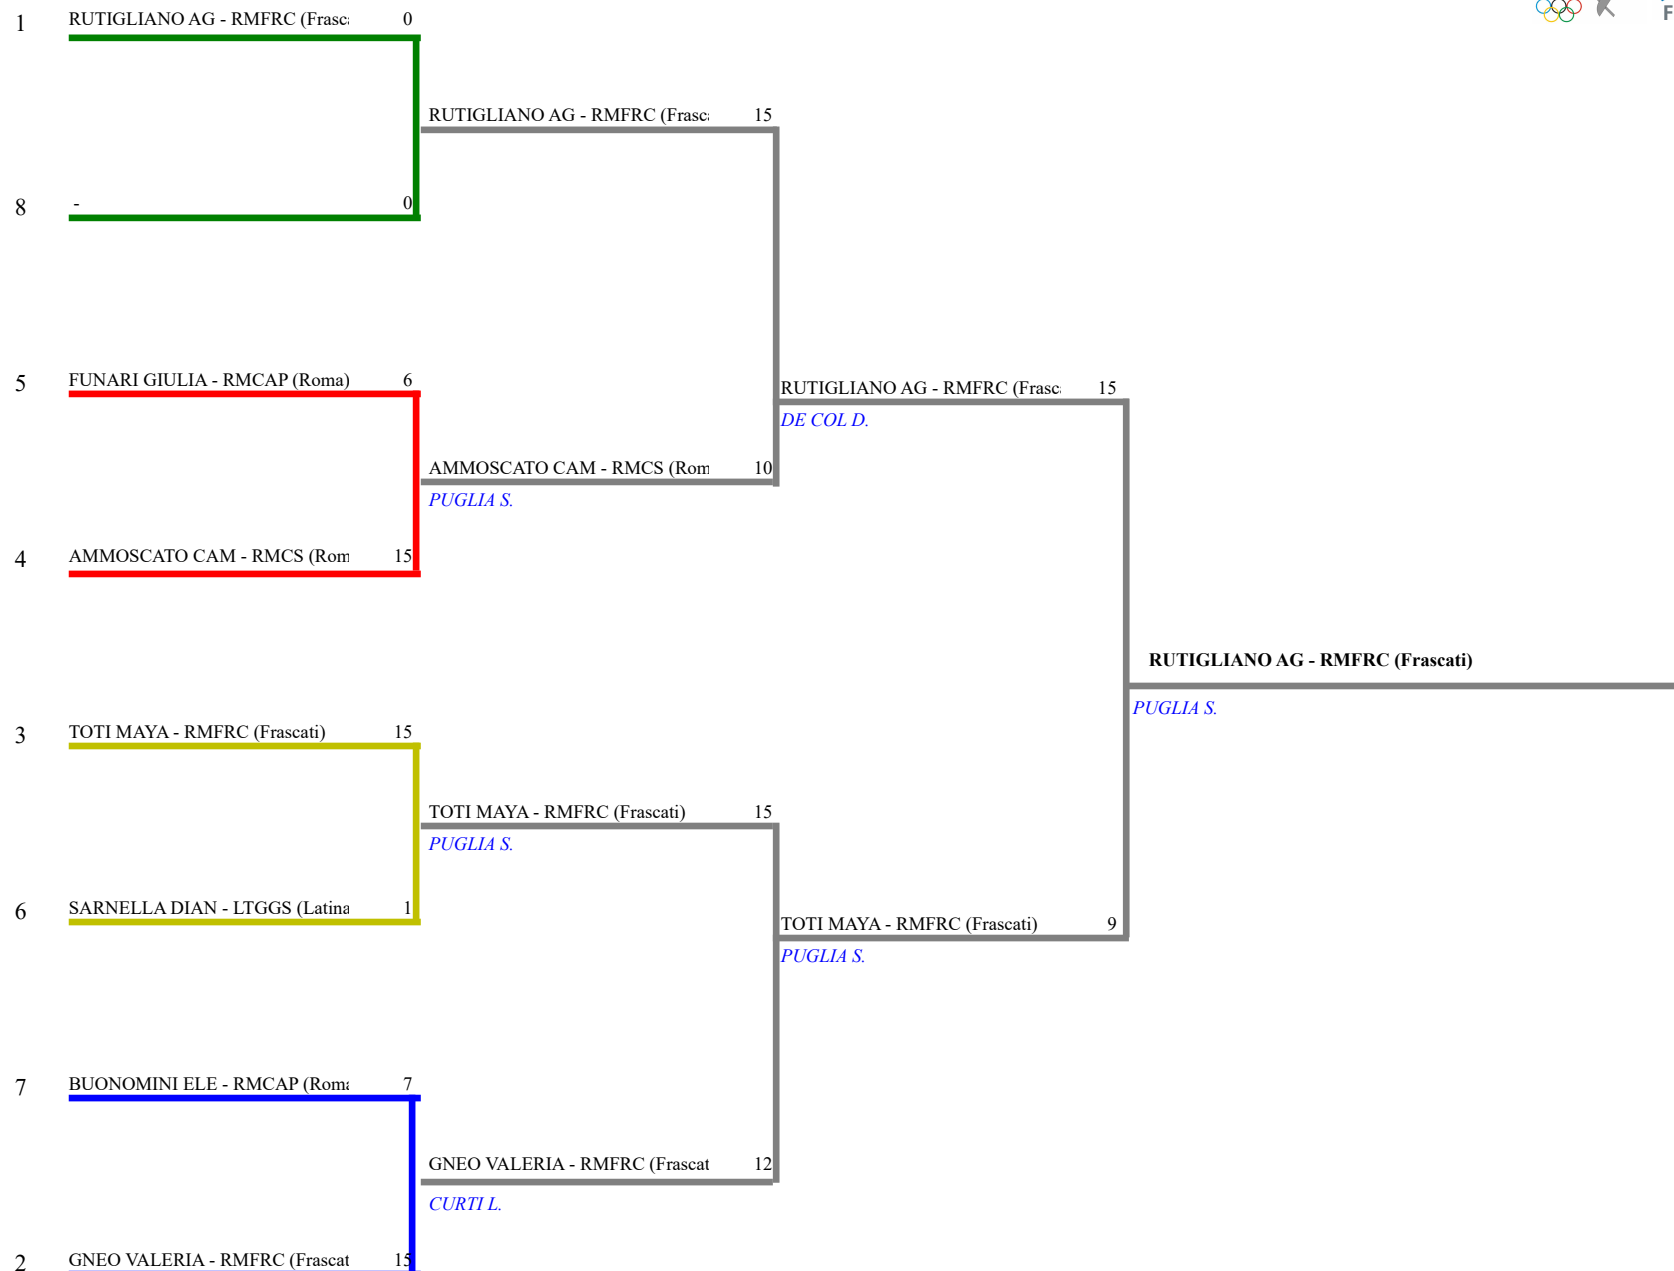 1 RUTIGLIANO AG - RMFRC (Frasc 0
F
RUTIGLIANO AG - RMFRC (Frasc 15
8 - 0
5 FUNARI GIULIA - RMCAP (Roma) 6
RUTIGLIANO AG - RMFRC (Frasc 15
DE COL D.
AMMOSCATO CAM - RMCS (Rom 10
PUGLIA S.
4 AMMOSCATO CAM - RMCS (Rom 15
RUTIGLIANO AG - RMFRC (Frascati)
PUGLIA S.
3 TOTI MAYA - RMFRC (Frascati) 15
TOTI MAYA - RMFRC (Frascati) 15
PUGLIA S.
6 SARNELLA DIAN - LTGGS (Latina 1
TOTI MAYA - RMFRC (Frascati) 9
PUGLIA S.
7 BUONOMINI ELE - RMCAP (Roma 7
GNEO VALERIA - RMFRC (Frascat 12
CURTI L.
2 GNEO VALERIA - RMFRC (Frascat 15